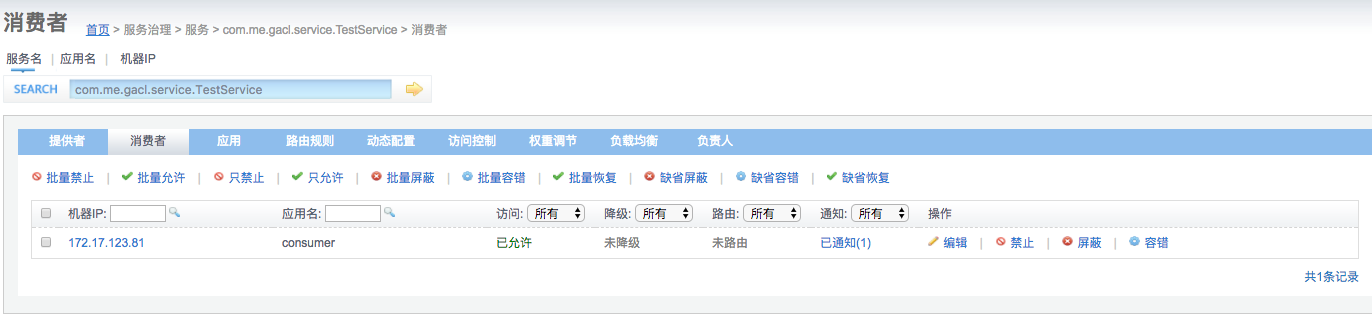 消费者 首页 > 服务治理 > 服务 > com.me.gacl.service.TestService > 消费者
服务名 | 应用名 | 机器IP
SEARCH com.me.gacl.service.TestService
提供者 消费者 应用 路由规则 动态配置 访问控制 权重调节 负载均衡 负责人
批量禁止 | 批量允许 | 只禁止 | 只允许 | 批量屏蔽 | 批量容错 | 批量恢复 | 缺省屏蔽 | 缺省容错 | 缺省恢复
机器IP: 应用名: 访问: 所有 降级: 所有 路由: 所有 通知: 所有 操作
172.17.123.81 consumer 已允许 未降级 未路由 已通知(1) 编辑 | 禁止 | 屏蔽 | 容错
共1条记录